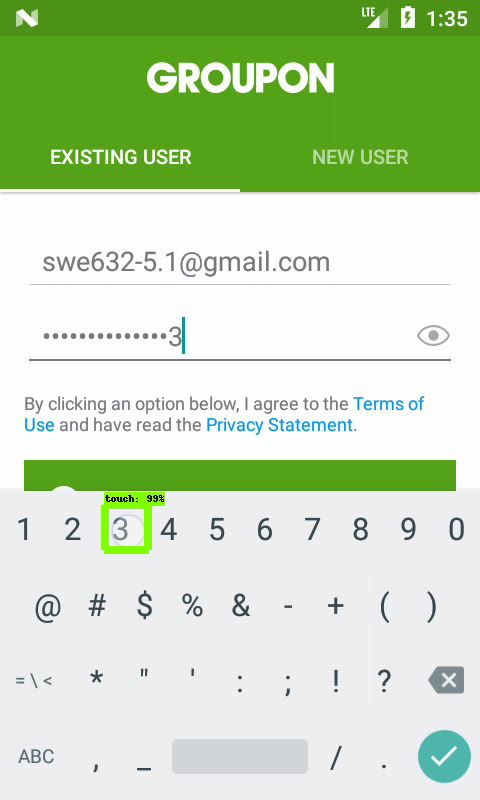 LTE 1:35
GROUPON
EXISTING USER NEW USER
swe632-5.1@gmail.com
••••••••••••••3
By clicking an option below, I agree to the Terms of
Use and have read the Privacy Statement.
touch: 99%
1 2 3 4 5 6 7 8 9 0
@ # $ % & - + ( )
= \ < * " ' : ; ! ?
ABC , _ / .